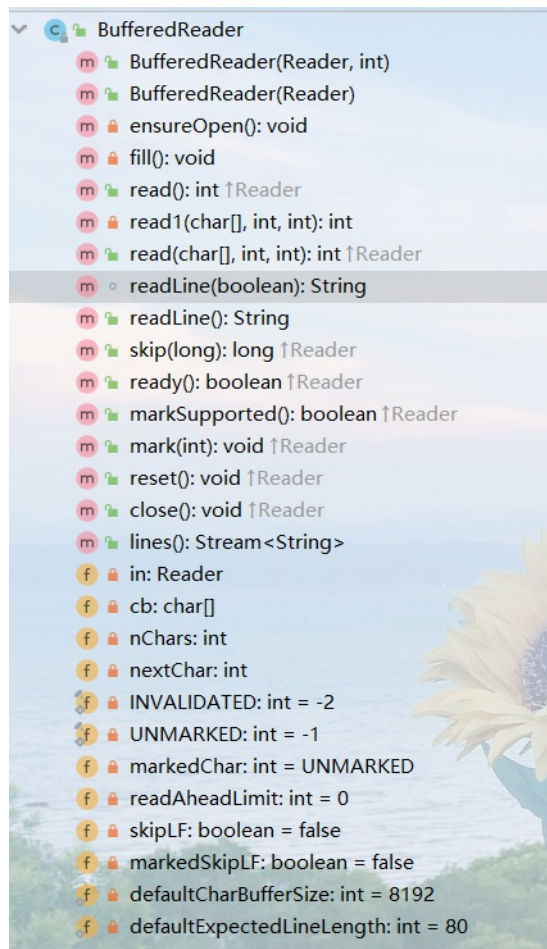 C BufferedReader
m BufferedReader(Reader, int)
m BufferedReader(Reader)
m ensureOpen(): void
m fill(): void
m read(): int ↑Reader
m read1(char[], int, int): int
m read(char[], int, int): int ↑Reader
m readLine(boolean): String
m readLine(): String
m skip(long): long ↑Reader
m ready(): boolean ↑Reader
m markSupported(): boolean ↑Reader
m mark(int): void ↑Reader
m reset(): void ↑Reader
m close(): void ↑Reader
m lines(): Stream<String>
f in: Reader
f cb: char[]
f nChars: int
f nextChar: int
f INVALIDATED: int = -2
f UNMARKED: int = -1
f markedChar: int = UNMARKED
f readAheadLimit: int = 0
f skipLF: boolean = false
f markedSkipLF: boolean = false
f defaultCharBufferSize: int = 8192
f defaultExpectedLineLength: int = 80